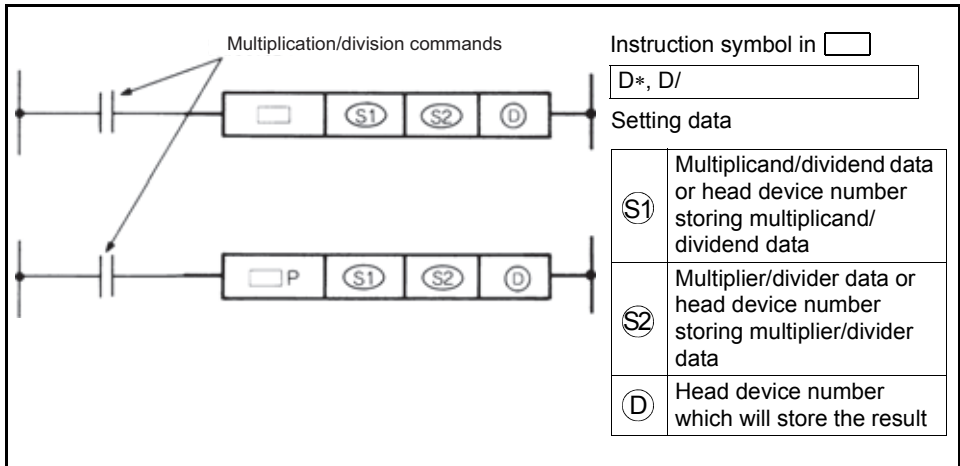 Multiplication/division commands
S1 S2 D
P S1 S2 D
Instruction symbol in
D*, D/
Setting data
S1
Multiplicand/dividend data
or head device number
storing multiplicand/
dividend data
S2
Multiplier/divider data or
head device number
storing multiplier/divider
data
D
Head device number
which will store the result